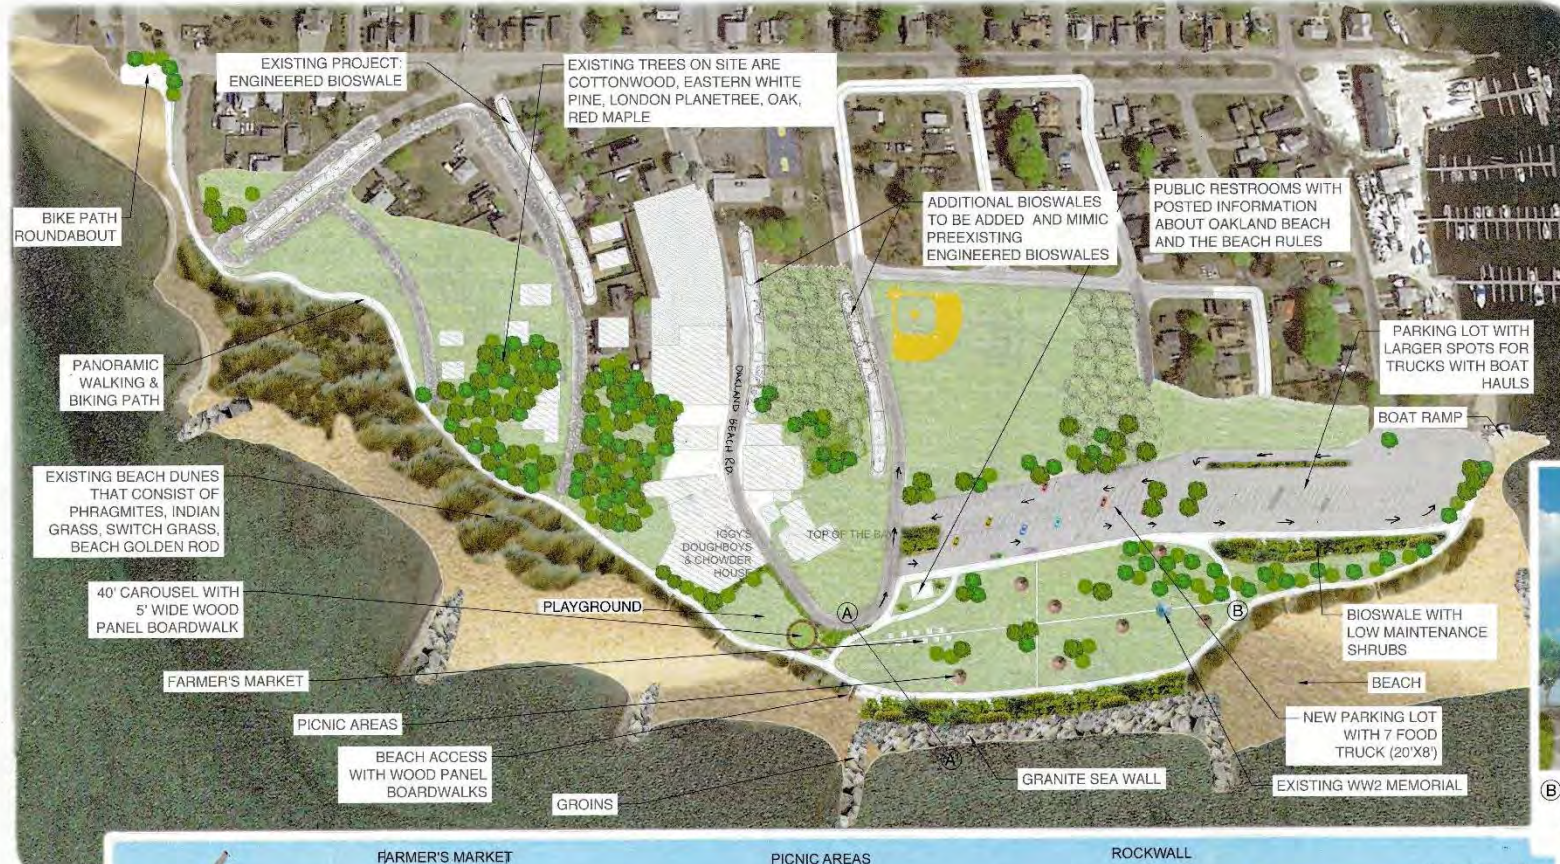 EXISTING PROJECT:
ENGINEERED BIOSWALE
EXISTING TREES ON SITE ARE
COTTONWOOD, EASTERN WHITE
PINE, LONDON PLANETREE, OAK,
RED MAPLE
BIKE PATH
ROUNDABOUT
ADDITIONAL BIOSWALES
TO BE ADDED AND MIMIC
PREEXISTING
ENGINEERED BIOSWALES
PUBLIC RESTROOMS WITH
POSTED INFORMATION
ABOUT OAKLAND BEACH
AND THE BEACH RULES
PANORAMIC
WALKING &
BIKING PATH
PARKING LOT WITH
LARGER SPOTS FOR
TRUCKS WITH BOAT
HAULS
BOAT RAMP
OAKLAND BEACH RD
EXISTING BEACH DUNES
THAT CONSIST OF
PHRAGMITES, INDIAN
GRASS, SWITCH GRASS,
BEACH GOLDEN ROD
IGGY'S
DOUGHBOYS
& CHOWDER
HOUSE
TOP OF THE BA
40' CAROUSEL WITH
5' WIDE WOOD
PANEL BOARDWALK
PLAYGROUND
A
B
BIOSWALE WITH
LOW MAINTENANCE
SHRUBS
FARMER'S MARKET
BEACH
PICNIC AREAS
NEW PARKING LOT
WITH 7 FOOD
TRUCK (20'X8')
BEACH ACCESS
WITH WOOD PANEL
BOARDWALKS
A'
GRANITE SEA WALL
EXISTING WW2 MEMORIAL
B
GROINS
FARMER'S MARKET
PICNIC AREAS
ROCKWALL